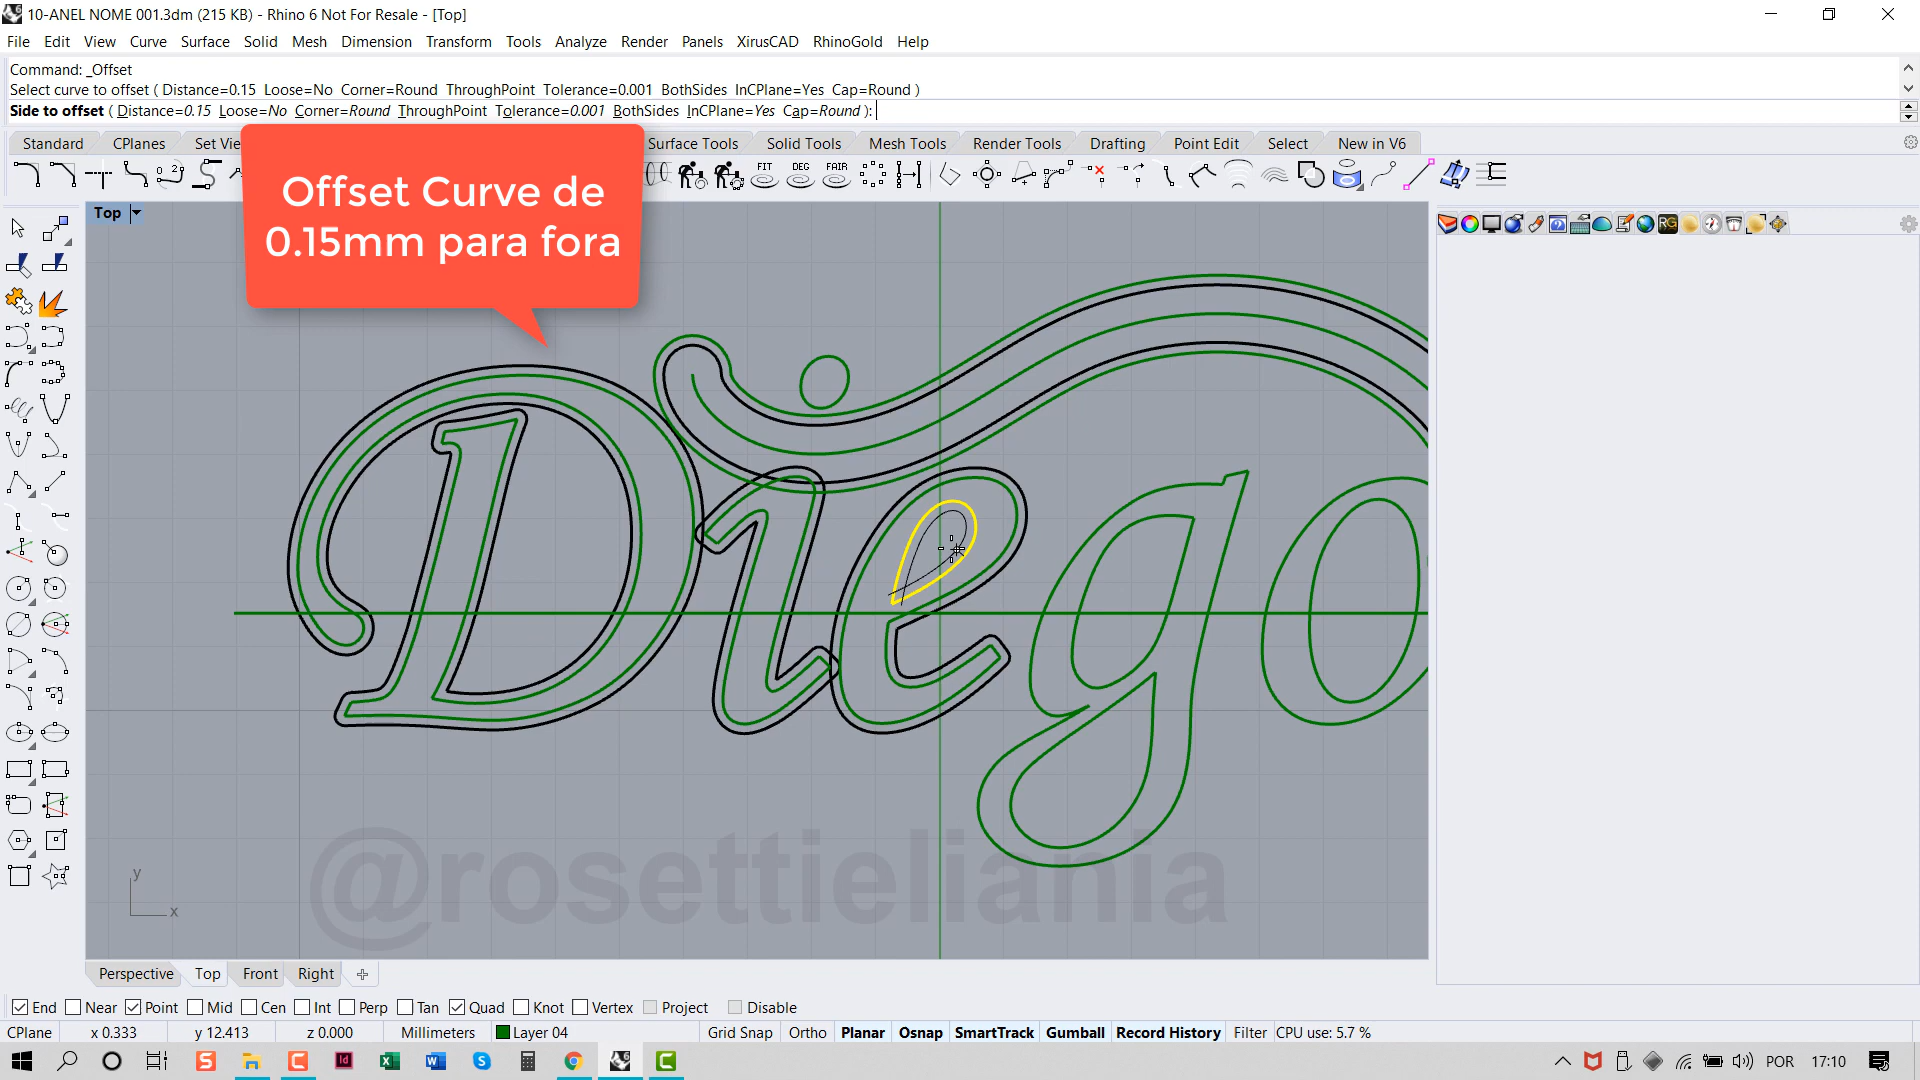 10-ANEL NOME 001.3dm (215 KB) - Rhino 6 Not For Resale - [Top]
File Edit View Curve Surface Solid Mesh Dimension Transform Tools Analyze Render Panels XirusCAD RhinoGold Help
Command: _Offset
Select curve to offset ( Distance=0.15 Loose=No Corner=Round ThroughPoint Tolerance=0.001 BothSides InCPlane=Yes Cap=Round )
Side to offset ( Distance=0.15 Loose=No Corner=Round ThroughPoint Tolerance=0.001 BothSides InCPlane=Yes Cap=Round ):
Standard CPlanes Set Vi Surface Tools Solid Tools Mesh Tools Render Tools Drafting Point Edit Select New in V6
FIT DEG FAIR
Offset Curve de
0.15mm para fora
Top
RG
Diego
@rosettieliania
y
x
Perspective Top Front Right
End Near Point Mid Cen Int Perp Tan Quad Knot Vertex Project Disable
CPlane x 0.333 y 12.413 z 0.000 Millimeters Layer 04 Grid Snap Ortho Planar Osnap SmartTrack Gumball Record History Filter CPU use: 5.7 %
POR 17:10